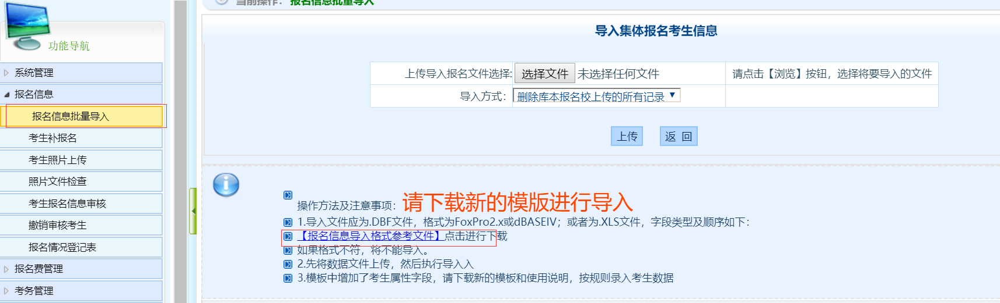 当前操作：报名信息批量导入
功能导航
系统管理
报名信息
报名信息批量导入
考生补报名
考生照片上传
照片文件检查
考生报名信息审核
撤销审核考生
报名情况登记表
报名费管理
考务管理
导入集体报名考生信息
上传导入报名文件选择: 选择文件 未选择任何文件 请点击【浏览】按钮，选择将要导入的文件
导入方式： 删除库本报名校上传的所有记录
上传 返 回
操作方法及注意事项：请下载新的模版进行导入
1.导入文件应为.DBF文件，格式为FoxPro2.x或dBASEIV；或者为.XLS文件，字段类型及顺序如下：
【报名信息导入格式参考文件】点击进行下载
如果格式不符，将不能导入。
2.先将数据文件上传，然后执行导入入
3.模板中增加了考生属性字段，请下载新的模板和使用说明，按规则录入考生数据